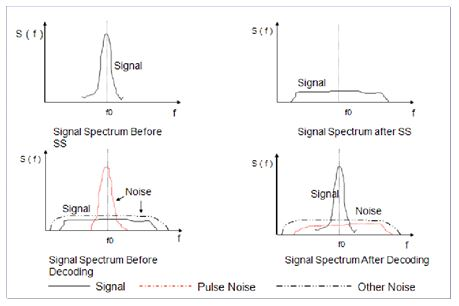 S ( f )
Signal
f0
f
Signal Spectrum Before
SS
S ( f )
Signal
f0
f
Signal Spectrum after SS
S ( f )
Signal
Noise
f0
f
Signal Spectrum Before
Decoding
S ( f )
Signal
Noise
f0
f
Signal Spectrum After Decoding
Signal
Pulse Noise
Other Noise